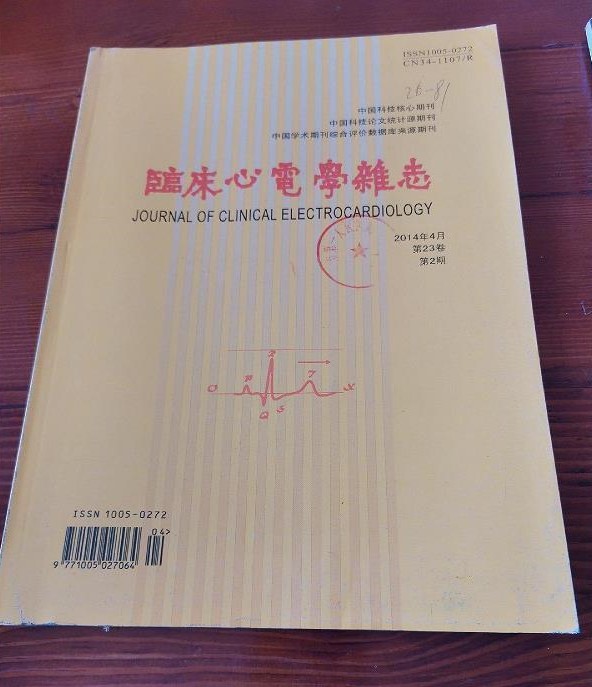 ISSN1005-0272
CN34-1107/R
26-81
中国科技核心期刊
中国科技论文统计源期刊
中国学术期刊综合评价数据库来源期刊
臨床心電學雜志
JOURNAL OF CLINICAL ELECTROCARDIOLOGY
2014年4月
第23卷
第2期
R
P
T
O
X
Q
S
ISSN 1005-0272
04>
9 771005 027064